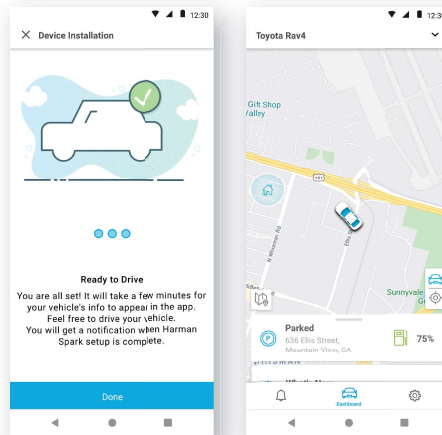 12:30
Device Installation
Ready to Drive
You are all set! It will take a few minutes for
your vehicle's info to appear in the app.
Feel free to drive your vehicle.
You will get a notification when Harman
Spark setup is complete.
Done
12:30
Toyota Rav4
Gift Shop
Valley
101
N Whisman Rd
Ellis St
Sunnyvale
Parked
636 Ellis Street,
Mountain View, CA
75%
Dashboard